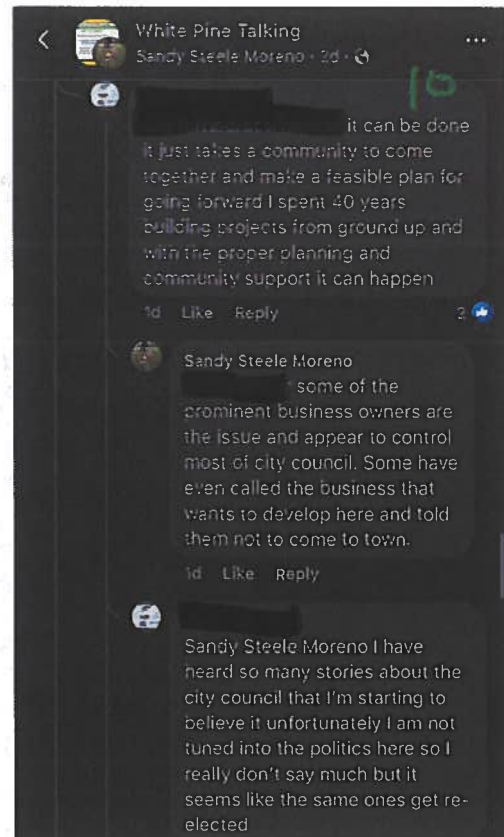 White Pine Talking
Sandy Steele Moreno · 2d ·
10
it can be done
it just takes a community to come
together and make a feasible plan for
going forward I spent 40 years
building projects from ground up and
with the proper planning and
community support it can happen
1d Like Reply
Sandy Steele Moreno
some of the
prominent business owners are
the issue and appear to control
most of city council. Some have
even called the business that
wants to develop here and told
them not to come to town.
1d Like Reply
Sandy Steele Moreno I have
heard so many stories about the
city council that I'm starting to
believe it unfortunately I am not
tuned into the politics here so I
really don't say much but it
seems like the same ones get re-
elected